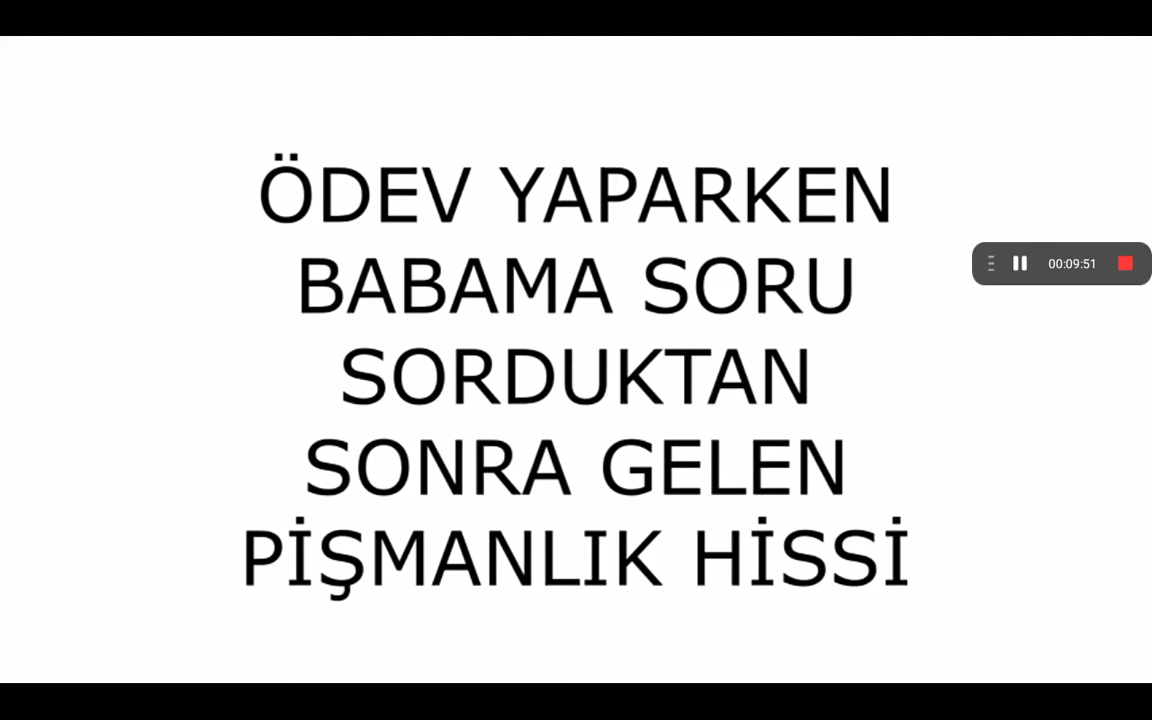 ÖDEV YAPARKEN
BABAMA SORU
00:09:51
SORDUKTAN
SONRA GELEN
PİŞMANLIK HİSSİ